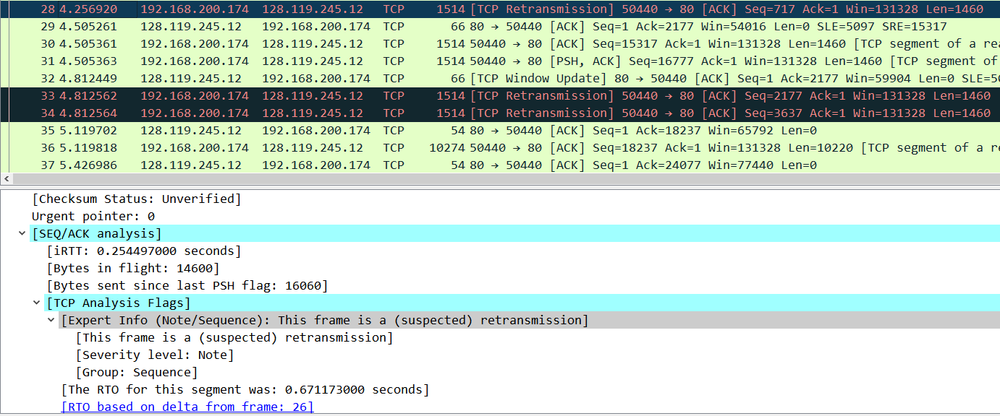 28 4.256920 192.168.200.174 128.119.245.12 TCP 1514 [TCP Retransmission] 50440 → 80 [ACK] Seq=717 Ack=1 Win=131328 Len=1460
29 4.505261 128.119.245.12 192.168.200.174 TCP 66 80 → 50440 [ACK] Seq=1 Ack=2177 Win=54016 Len=0 SLE=5097 SRE=15317
30 4.505361 192.168.200.174 128.119.245.12 TCP 1514 50440 → 80 [ACK] Seq=15317 Ack=1 Win=131328 Len=1460 [TCP segment of a rea
31 4.505363 192.168.200.174 128.119.245.12 TCP 1514 50440 → 80 [PSH, ACK] Seq=16777 Ack=1 Win=131328 Len=1460 [TCP segment of
32 4.812449 128.119.245.12 192.168.200.174 TCP 66 [TCP Window Update] 80 → 50440 [ACK] Seq=1 Ack=2177 Win=59904 Len=0 SLE=50
33 4.812562 192.168.200.174 128.119.245.12 TCP 1514 [TCP Retransmission] 50440 → 80 [ACK] Seq=2177 Ack=1 Win=131328 Len=1460
34 4.812564 192.168.200.174 128.119.245.12 TCP 1514 [TCP Retransmission] 50440 → 80 [ACK] Seq=3637 Ack=1 Win=131328 Len=1460
35 5.119702 128.119.245.12 192.168.200.174 TCP 54 80 → 50440 [ACK] Seq=1 Ack=18237 Win=65792 Len=0
36 5.119818 192.168.200.174 128.119.245.12 TCP 10274 50440 → 80 [ACK] Seq=18237 Ack=1 Win=131328 Len=10220 [TCP segment of a re
37 5.426986 128.119.245.12 192.168.200.174 TCP 54 80 → 50440 [ACK] Seq=1 Ack=24077 Win=77440 Len=0
[Checksum Status: Unverified]
Urgent pointer: 0
[SEQ/ACK analysis]
[iRTT: 0.254497000 seconds]
[Bytes in flight: 14600]
[Bytes sent since last PSH flag: 16060]
[TCP Analysis Flags]
[Expert Info (Note/Sequence): This frame is a (suspected) retransmission]
[This frame is a (suspected) retransmission]
[Severity level: Note]
[Group: Sequence]
[The RTO for this segment was: 0.671173000 seconds]
[RTO based on delta from frame: 26]